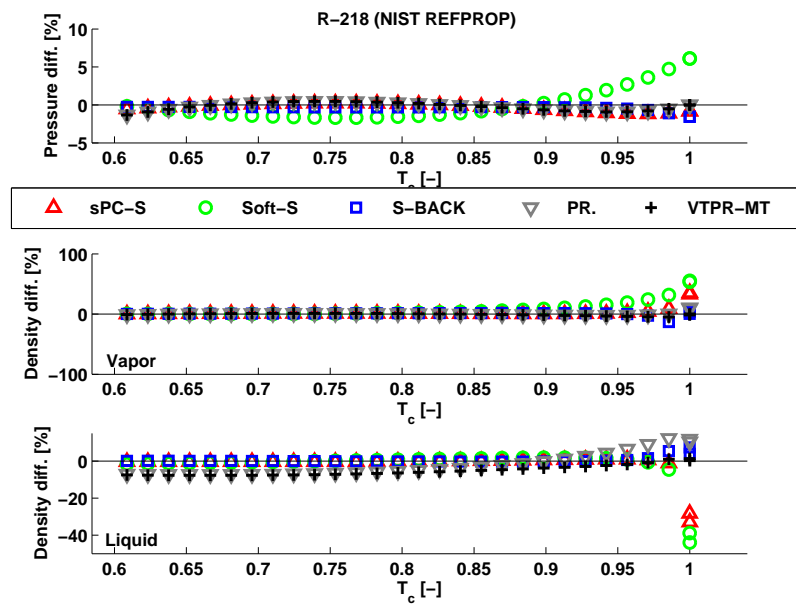 R−218 (NIST REFPROP)
Pressure diff. [%]
10
5
0
−5
0.6 0.65 0.7 0.75 0.8 0.85 0.9 0.95 1
T_c [−]
sPC−S Soft−S S−BACK PR. VTPR−MT
Density diff. [%]
100
0
−100
Vapor
0.6 0.65 0.7 0.75 0.8 0.85 0.9 0.95 1
T_c [−]
Density diff. [%]
0
−20
−40
Liquid
0.6 0.65 0.7 0.75 0.8 0.85 0.9 0.95 1
T_c [−]